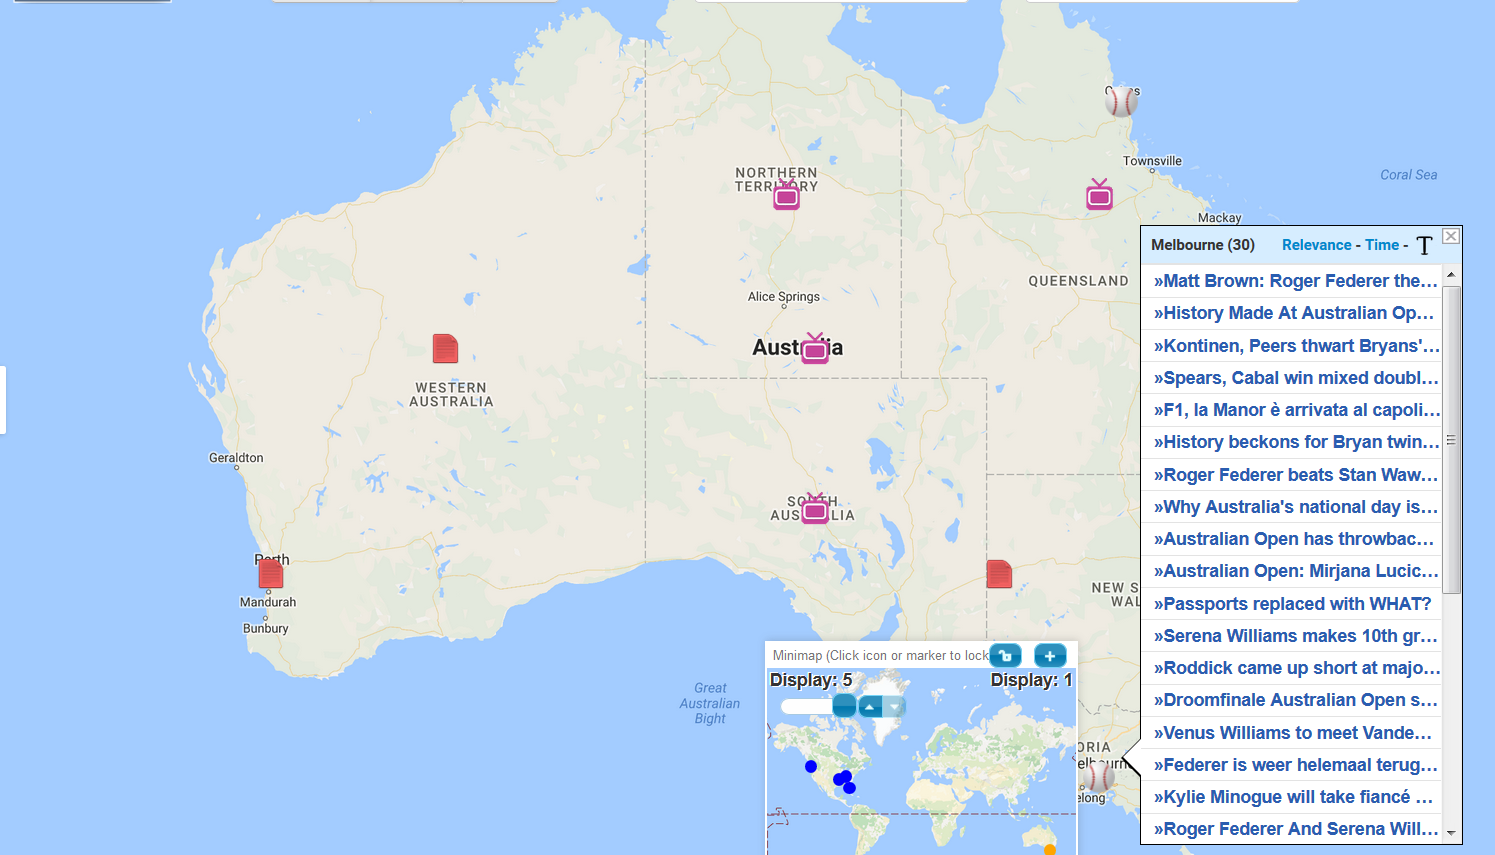 Townsville
Coral Sea
Mackay
NORTHERN
TERRITORY
QUEENSLAND
Alice Springs
Australia
WESTERN
AUSTRALIA
Geraldton
SOUTH
AUSTRALIA
Perth
Mandurah
Bunbury
NEW S
WAL
Great
Australian
Bight
ORIA
elbourn
elong
Minimap (Click icon or marker to lock
Display: 5
Display: 1
Melbourne (30) Relevance - Time - T
»Matt Brown: Roger Federer the...
»History Made At Australian Op...
»Kontinen, Peers thwart Bryans'...
»Spears, Cabal win mixed doubl...
»F1, la Manor è arrivata al capoli...
»History beckons for Bryan twin...
»Roger Federer beats Stan Waw...
»Why Australia's national day is...
»Australian Open has throwbac...
»Australian Open: Mirjana Lucic...
»Passports replaced with WHAT?
»Serena Williams makes 10th gr...
»Roddick came up short at majo...
»Droomfinale Australian Open s...
»Venus Williams to meet Vande...
»Federer is weer helemaal terug...
»Kylie Minogue will take fiancé ...
»Roger Federer And Serena Will...